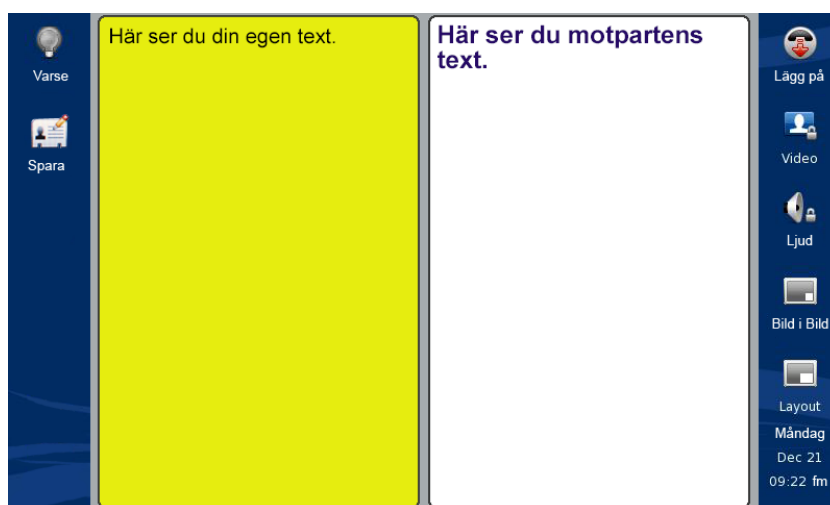 Varse
Spara
Här ser du din egen text.
Här ser du motpartens
text.
Lägg på
Video
Ljud
Bild i Bild
Layout
Måndag
Dec 21
09:22 fm